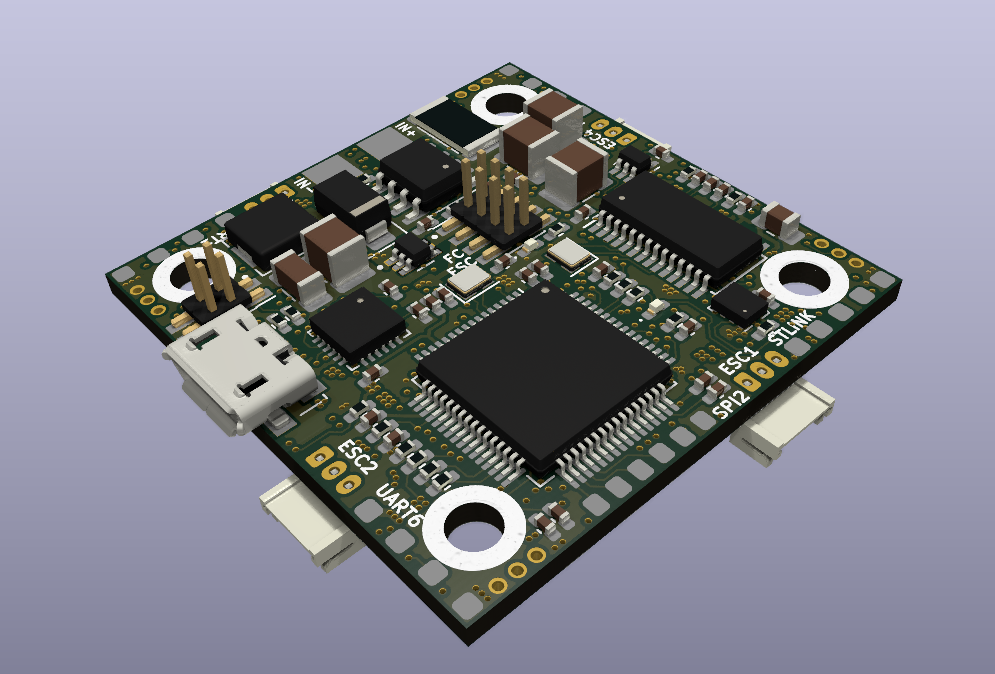 IN+
ESC4
IN-
FC
ESC
STLINK
ESC1
SPI2
ESC2
UART6